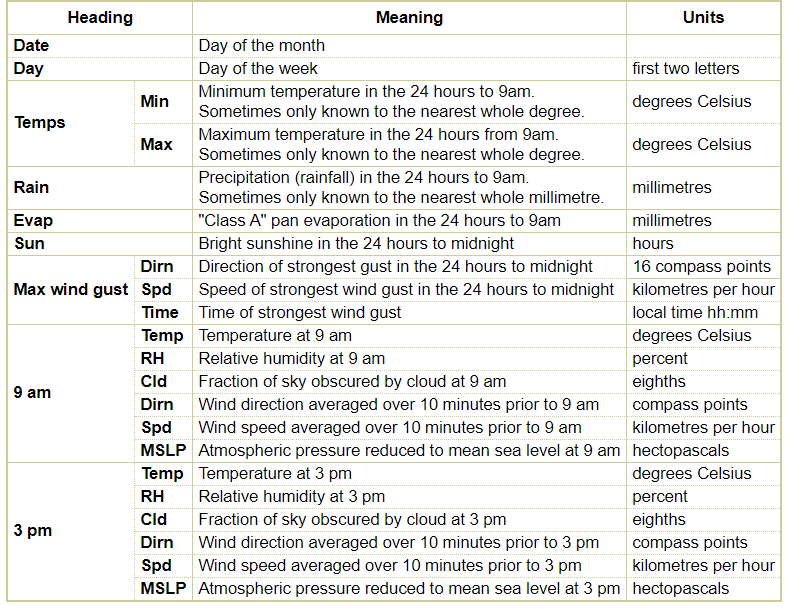 Heading Meaning Units
Date Day of the month
Day Day of the week first two letters
Temps Min Minimum temperature in the 24 hours to 9am.
Sometimes only known to the nearest whole degree. degrees Celsius
Max Maximum temperature in the 24 hours from 9am.
Sometimes only known to the nearest whole degree. degrees Celsius
Rain Precipitation (rainfall) in the 24 hours to 9am.
Sometimes only known to the nearest whole millimetre. millimetres
Evap "Class A" pan evaporation in the 24 hours to 9am millimetres
Sun Bright sunshine in the 24 hours to midnight hours
Max wind gust Dirn Direction of strongest gust in the 24 hours to midnight 16 compass points
Spd Speed of strongest wind gust in the 24 hours to midnight kilometres per hour
Time Time of strongest wind gust local time hh:mm
9 am Temp Temperature at 9 am degrees Celsius
RH Relative humidity at 9 am percent
Cld Fraction of sky obscured by cloud at 9 am eighths
Dirn Wind direction averaged over 10 minutes prior to 9 am compass points
Spd Wind speed averaged over 10 minutes prior to 9 am kilometres per hour
MSLP Atmospheric pressure reduced to mean sea level at 9 am hectopascals
3 pm Temp Temperature at 3 pm degrees Celsius
RH Relative humidity at 3 pm percent
Cld Fraction of sky obscured by cloud at 3 pm eighths
Dirn Wind direction averaged over 10 minutes prior to 3 pm compass points
Spd Wind speed averaged over 10 minutes prior to 3 pm kilometres per hour
MSLP Atmospheric pressure reduced to mean sea level at 3 pm hectopascals